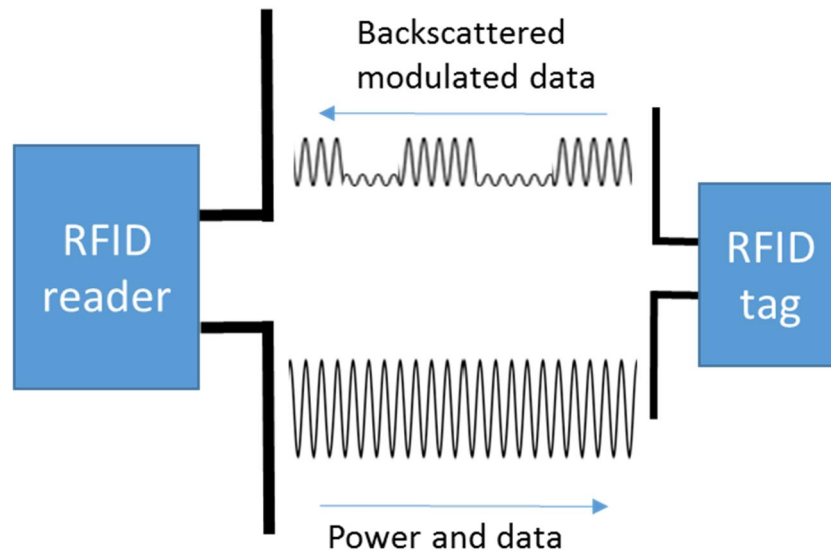 Backscattered
modulated data
RFID
reader
RFID
tag
Power and data